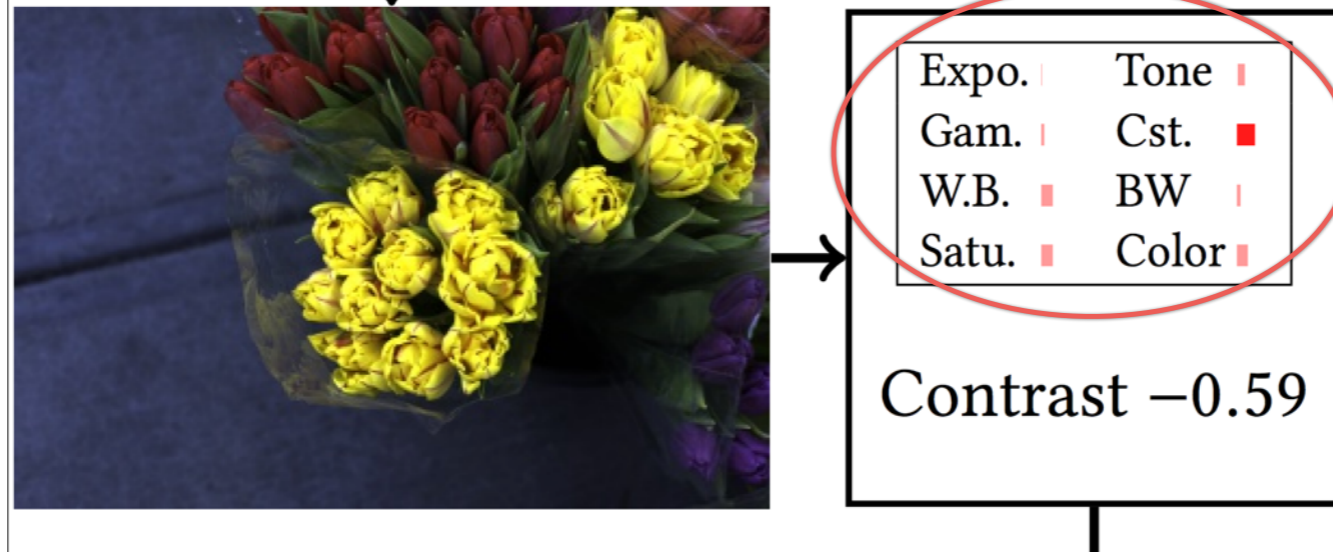 Expo. Tone
Gam. Cst.
W.B. BW
Satu. Color
Contrast −0.59